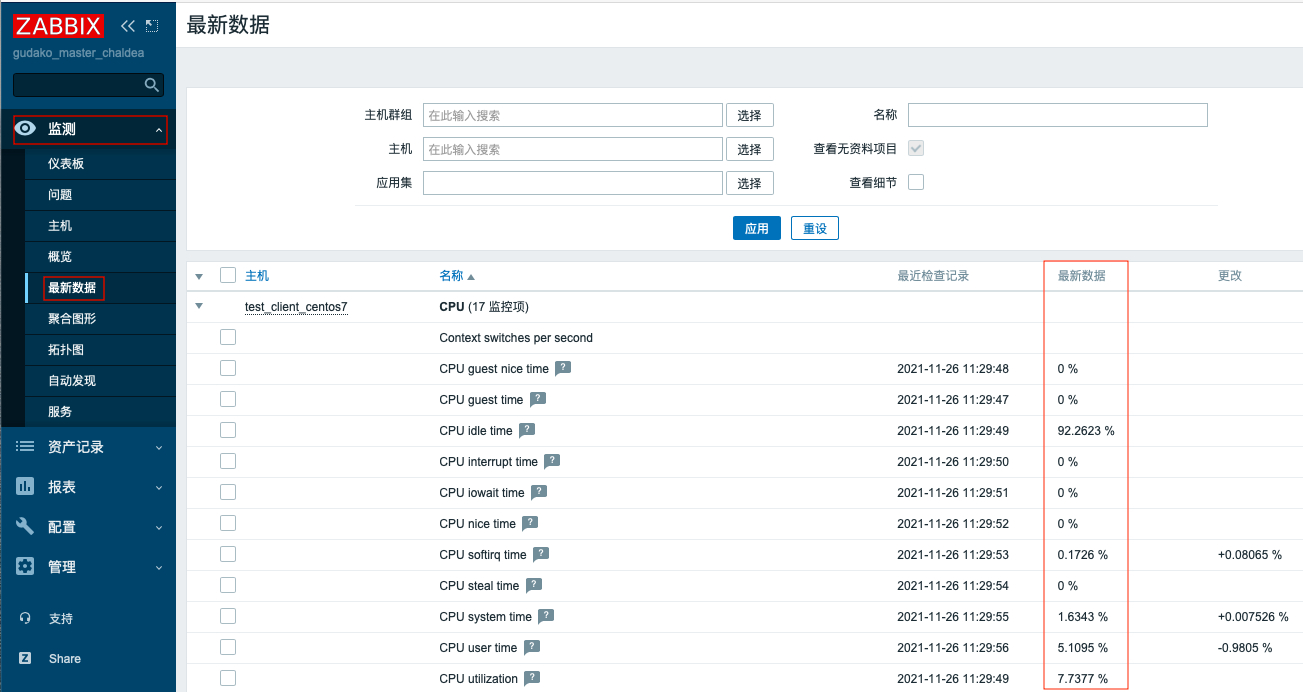 ZABBIX
gudako_master_chaldea
监测
仪表板
问题
主机
概览
最新数据
聚合图形
拓扑图
自动发现
服务
资产记录
报表
配置
管理
支持
Z Share
最新数据
主机群组 在此输入搜索 选择 名称
主机 在此输入搜索 选择 查看无资料项目
应用集 选择 查看细节
应用 重设
主机 名称 最近检查记录 最新数据 更改
test_client_centos7 CPU (17 监控项)
Context switches per second
CPU guest nice time ? 2021-11-26 11:29:48 0 %
CPU guest time ? 2021-11-26 11:29:47 0 %
CPU idle time ? 2021-11-26 11:29:49 92.2623 %
CPU interrupt time ? 2021-11-26 11:29:50 0 %
CPU iowait time ? 2021-11-26 11:29:51 0 %
CPU nice time ? 2021-11-26 11:29:52 0 %
CPU softirq time ? 2021-11-26 11:29:53 0.1726 % +0.08065 %
CPU steal time ? 2021-11-26 11:29:54 0 %
CPU system time ? 2021-11-26 11:29:55 1.6343 % +0.007526 %
CPU user time ? 2021-11-26 11:29:56 5.1095 % -0.9805 %
CPU utilization ? 2021-11-26 11:29:49 7.7377 %